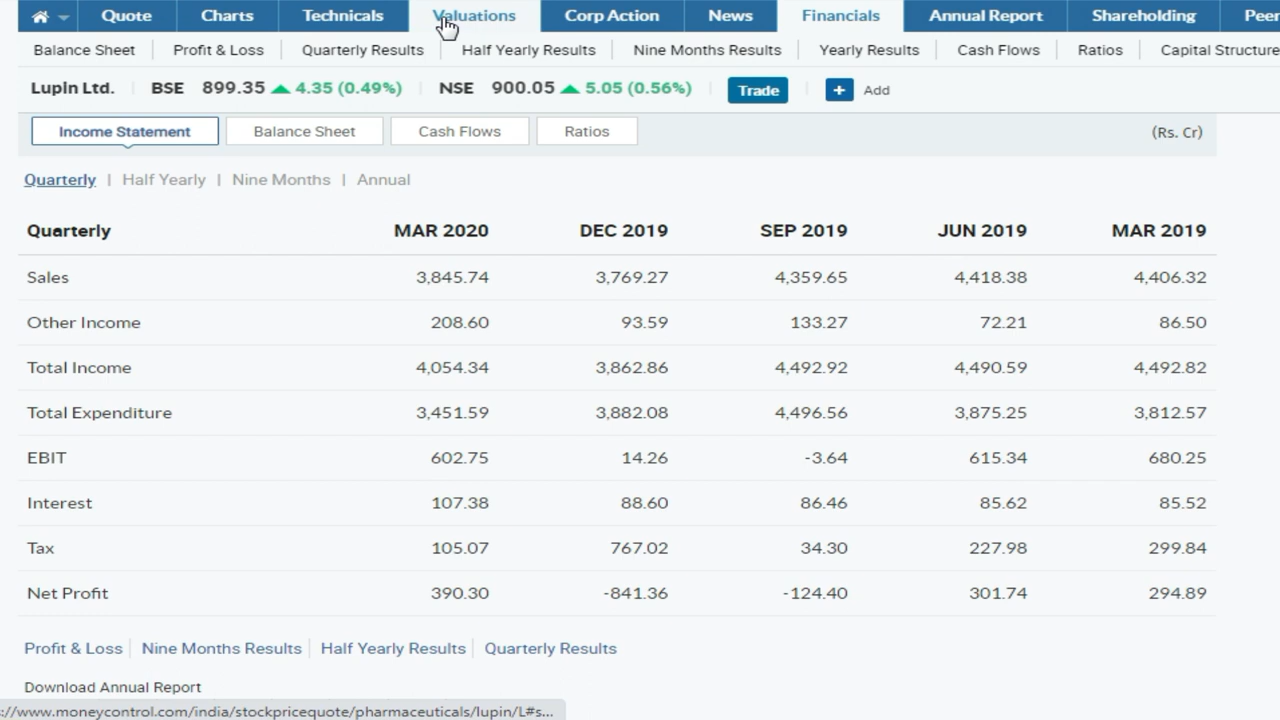 Quote Charts Technicals Valuations Corp Action News Financials Annual Report Shareholding Peer
Balance Sheet Profit & Loss Quarterly Results Half Yearly Results Nine Months Results Yearly Results Cash Flows Ratios Capital Structure
Lupin Ltd. BSE 899.35 4.35 (0.49%) NSE 900.05 5.05 (0.56%) Trade + Add
Income Statement Balance Sheet Cash Flows Ratios (Rs. Cr)
Quarterly | Half Yearly | Nine Months | Annual
Quarterly MAR 2020 DEC 2019 SEP 2019 JUN 2019 MAR 2019
Sales 3,845.74 3,769.27 4,359.65 4,418.38 4,406.32
Other Income 208.60 93.59 133.27 72.21 86.50
Total Income 4,054.34 3,862.86 4,492.92 4,490.59 4,492.82
Total Expenditure 3,451.59 3,882.08 4,496.56 3,875.25 3,812.57
EBIT 602.75 14.26 -3.64 615.34 680.25
Interest 107.38 88.60 86.46 85.62 85.52
Tax 105.07 767.02 34.30 227.98 299.84
Net Profit 390.30 -841.36 -124.40 301.74 294.89
Profit & Loss Nine Months Results Half Yearly Results Quarterly Results
Download Annual Report
://www.moneycontrol.com/india/stockpricequote/pharmaceuticals/lupin/L#s...